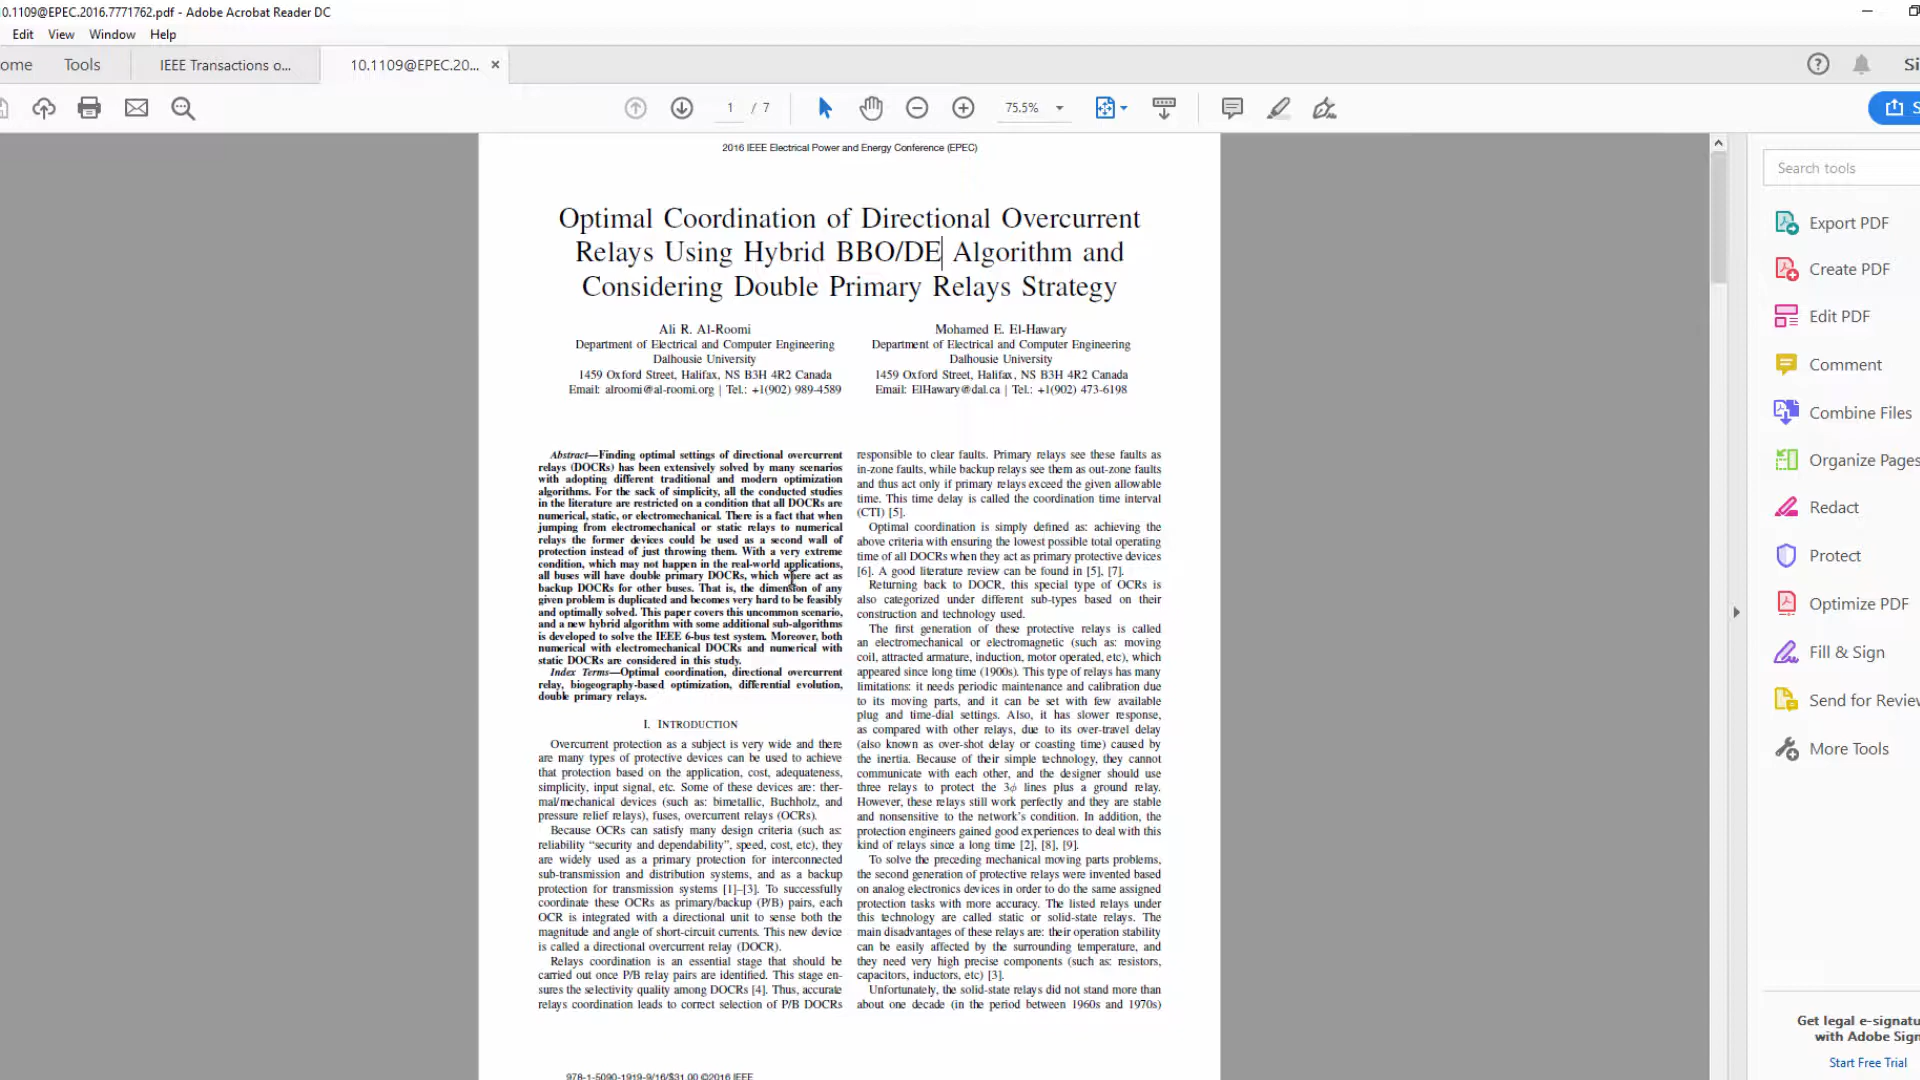 0.1109@EPEC.2016.7771762.pdf - Adobe Acrobat Reader DC
Edit View Window Help
ome Tools IEEE Transactions o... 10.1109@EPEC.20... × Si
1 / 7 75.5%
2016 IEEE Electrical Power and Energy Conference (EPEC)
Optimal Coordination of Directional Overcurrent
Relays Using Hybrid BBO/DE Algorithm and
Considering Double Primary Relays Strategy
Ali R. Al-Roomi
Department of Electrical and Computer Engineering
Dalhousie University
1459 Oxford Street, Halifax, NS B3H 4R2 Canada
Email: alroomi@al-roomi.org | Tel.: +1(902) 989-4589
Mohamed E. El-Hawary
Department of Electrical and Computer Engineering
Dalhousie University
1459 Oxford Street, Halifax, NS B3H 4R2 Canada
Email: ElHawary@dal.ca | Tel.: +1(902) 473-6198
Abstract—Finding optimal settings of directional overcurrent
relays (DOCRs) has been extensively solved by many scenarios
with adopting different traditional and modern optimization
algorithms. For the sack of simplicity, all the conducted studies
in the literature are restricted on a condition that all DOCRs are
numerical, static, or electromechanical. There is a fact that when
jumping from electromechanical or static relays to numerical
relays the former devices could be used as a second wall of
protection instead of just throwing them. With a very extreme
condition, which may not happen in the real-world applications,
all buses will have double primary DOCRs, which where act as
backup DOCRs for other buses. That is, the dimension of any
given problem is duplicated and becomes very hard to be feasibly
and optimally solved. This paper covers this uncommon scenario,
and a new hybrid algorithm with some additional sub-algorithms
is developed to solve the IEEE 6-bus test system. Moreover, both
numerical with electromechanical DOCRs and numerical with
static DOCRs are considered in this study.
Index Terms—Optimal coordination, directional overcurrent
relay, biogeography-based optimization, differential evolution,
double primary relays.
I. INTRODUCTION
Overcurrent protection as a subject is very wide and there
are many types of protective devices can be used to achieve
that protection based on the application, cost, adequateness,
simplicity, input signal, etc. Some of these devices are: ther-
mal/mechanical devices (such as: bimetallic, Buchholz, and
pressure relief relays), fuses, overcurrent relays (OCRs).
Because OCRs can satisfy many design criteria (such as:
reliability “security and dependability”, speed, cost, etc), they
are widely used as a primary protection for interconnected
sub-transmission and distribution systems, and as a backup
protection for transmission systems [1]–[3]. To successfully
coordinate these OCRs as primary/backup (P/B) pairs, each
OCR is integrated with a directional unit to sense both the
magnitude and angle of short-circuit currents. This new device
is called a directional overcurrent relay (DOCR).
Relays coordination is an essential stage that should be
carried out once P/B relay pairs are identified. This stage en-
sures the selectivity quality among DOCRs [4]. Thus, accurate
relays coordination leads to correct selection of P/B DOCRs
responsible to clear faults. Primary relays see these faults as
in-zone faults, while backup relays see them as out-zone faults
and thus act only if primary relays exceed the given allowable
time. This time delay is called the coordination time interval
(CTI) [5].
Optimal coordination is simply defined as: achieving the
above criteria with ensuring the lowest possible total operating
time of all DOCRs when they act as primary protective devices
[6]. A good literature review can be found in [5], [7].
Returning back to DOCR, this special type of OCRs is
also categorized under different sub-types based on their
construction and technology used.
The first generation of these protective relays is called
an electromechanical or electromagnetic (such as: moving
coil, attracted armature, induction, motor operated, etc), which
appeared since long time (1900s). This type of relays has many
limitations: it needs periodic maintenance and calibration due
to its moving parts, and it can be set with few available
plug and time-dial settings. Also, it has slower response,
as compared with other relays, due to its over-travel delay
(also known as over-shot delay or coasting time) caused by
the inertia. Because of their simple technology, they cannot
communicate with each other, and the designer should use
three relays to protect the 3ϕ lines plus a ground relay.
However, these relays still work perfectly and they are stable
and nonsensitive to the network's condition. In addition, the
protection engineers gained good experiences to deal with this
kind of relays since a long time [2], [8], [9].
To solve the preceding mechanical moving parts problems,
the second generation of protective relays were invented based
on analog electronics devices in order to do the same assigned
protection tasks with more accuracy. The listed relays under
this technology are called static or solid-state relays. The
main disadvantages of these relays are: their operation stability
can be easily affected by the surrounding temperature, and
they need very high precise components (such as: resistors,
capacitors, inductors, etc) [3].
Unfortunately, the solid-state relays did not stand more than
about one decade (in the period between 1960s and 1970s)
978-1-5090-1919-9/16/$31.00 ©2016 IEEE
Search tools
Export PDF
Create PDF
Edit PDF
Comment
Combine Files
Organize Pages
Redact
Protect
Optimize PDF
Fill & Sign
Send for Review
More Tools
Get legal e-signatu
with Adobe Sign
Start Free Trial